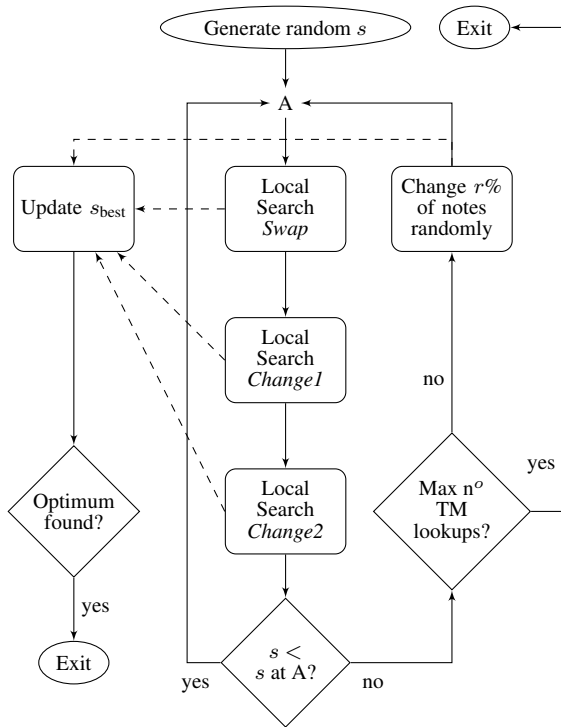 Generate random s
Exit
A
Update s_best
Local
Search
Swap
Change r%
of notes
randomly
Local
Search
Change1
no
Optimum
found?
Local
Search
Change2
Max nº
TM
lookups?
yes
yes
Exit
s <
s at A?
yes
no